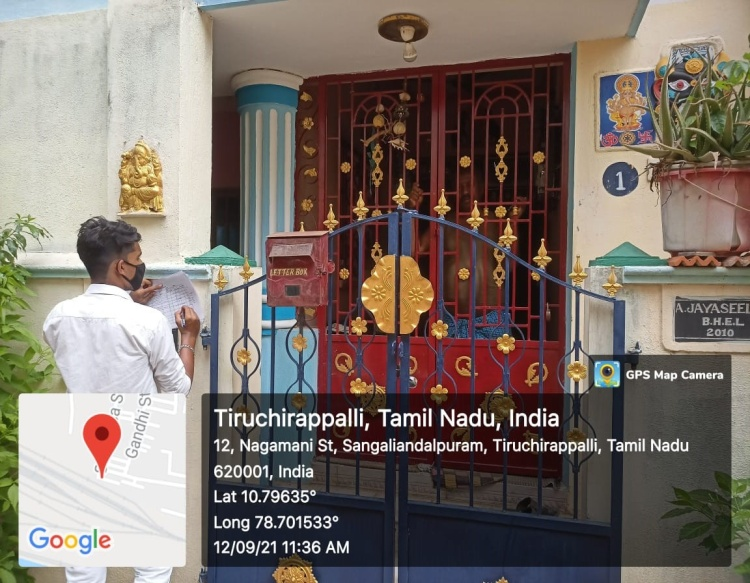 LETTER BOX
1
A.JAYASEEL
B.H.E.L
2010
GPS Map Camera
Gandhi St
Google
Tiruchirappalli, Tamil Nadu, India
12, Nagamani St, Sangaliandalpuram, Tiruchirappalli, Tamil Nadu
620001, India
Lat 10.79635°
Long 78.701533°
12/09/21 11:36 AM